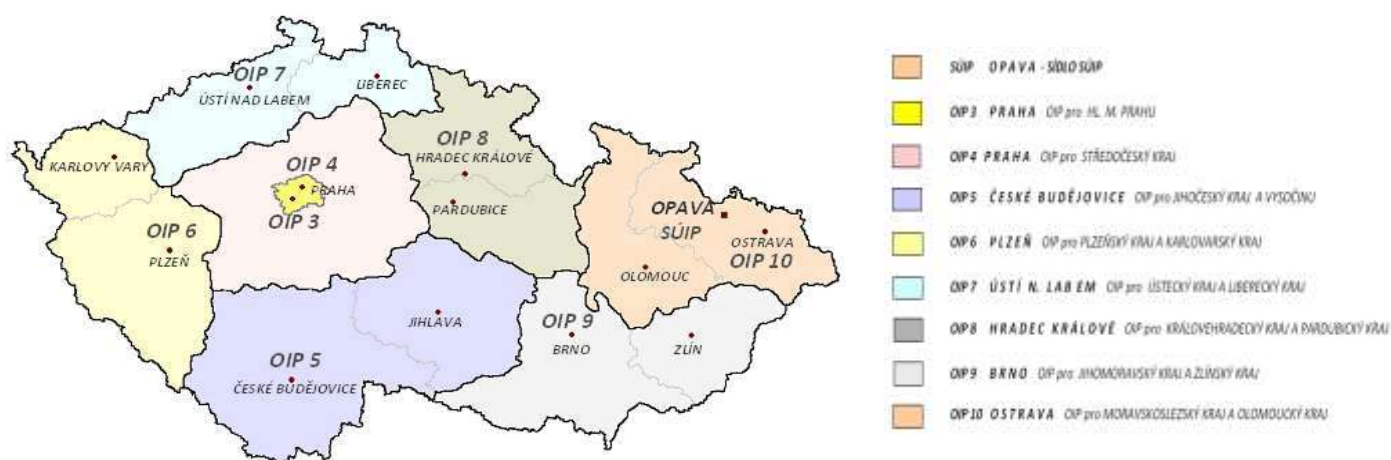 OIP 7
ÚSTÍ NAD LABEM
LIBEREC
KARLOVY VARY
OIP 8
HRADEC KRÁLOVÉ
PARDUBICE
OIP 4
PRAHA
OIP 3
OIP 6
PLZEŇ
OPAVA
SÚIP
OSTRAVA
OIP 10
OLOMOUC
JIHLAVA
OIP 9
BRNO
ZLÍN
OIP 5
ČESKÉ BUDĚJOVICE
SÚIP OPAVA - SÍDLO SÚIP
OIP3 PRAHA OIP pro HL. M. PRAHU
OIP4 PRAHA OIP pro STŘEDOČESKÝ KRAJ
OIP5 ČESKÉ BUDĚJOVICE OIP pro JIHOČESKÝ KRAJ A VYSOČINU
OIP6 PLZEŇ OIP pro PLZEŇSKÝ KRAJ A KARLOVARSKÝ KRAJ
OIP7 ÚSTÍ N. LABEM OIP pro ÚSTECKÝ KRAJ A LIBERECKÝ KRAJ
OIP8 HRADEC KRÁLOVÉ OIP pro KRÁLOVEHRADECKÝ KRAJ A PARDUBICKÝ KRAJ
OIP9 BRNO OIP pro JIHOMORAVSKÝ KRAJ A ZLÍNSKÝ KRAJ
OIP10 OSTRAVA OIP pro MORAVSKOSLEZSKÝ KRAJ A OLOMOUCKÝ KRAJ